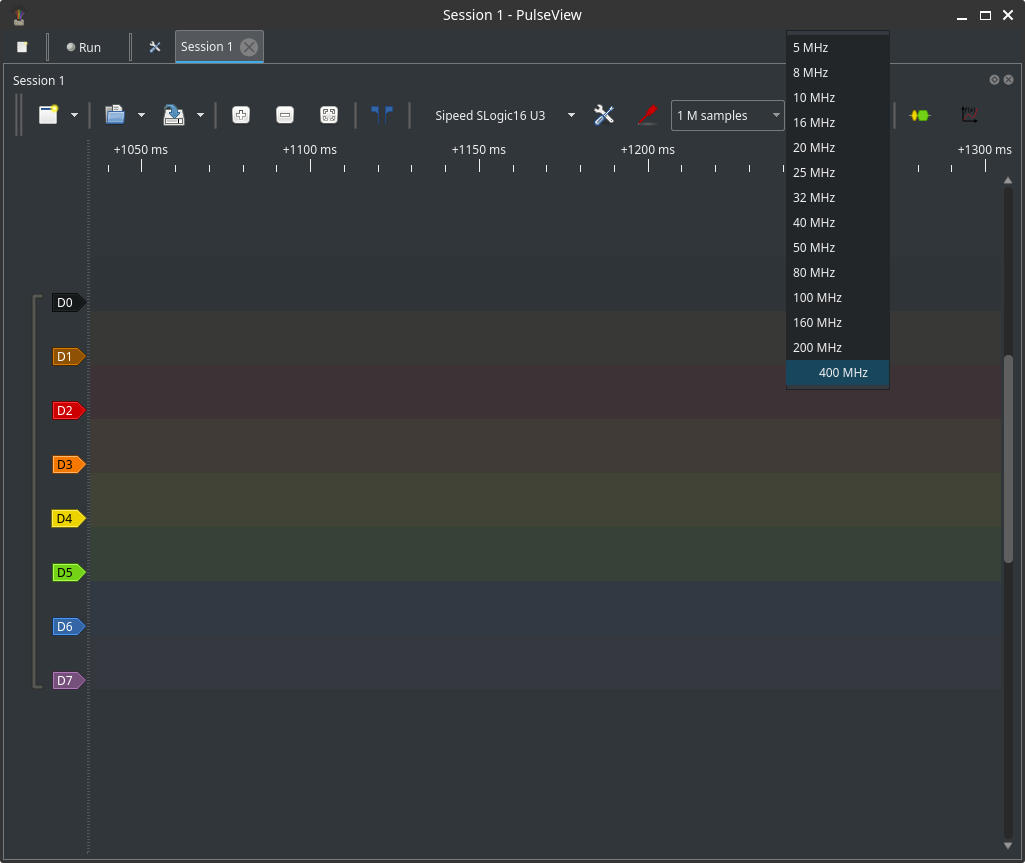 Session 1 - PulseView
Run
Session 1
Session 1
Sipeed SLogic16 U3
1 M samples
+1050 ms
+1100 ms
+1150 ms
+1200 ms
+1300 ms
5 MHz
8 MHz
10 MHz
16 MHz
20 MHz
25 MHz
32 MHz
40 MHz
50 MHz
80 MHz
100 MHz
160 MHz
200 MHz
400 MHz
D0
D1
D2
D3
D4
D5
D6
D7